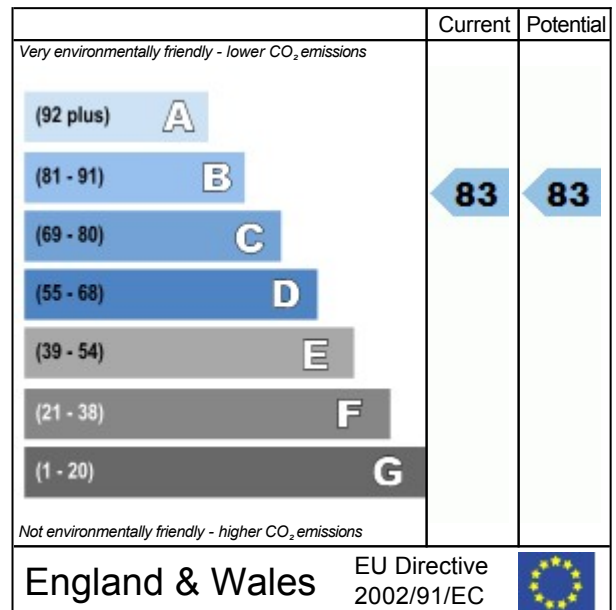 Current Potential
Very environmentally friendly - lower CO₂ emissions
(92 plus) A
(81 - 91) B
83 83
(69 - 80) C
(55 - 68) D
(39 - 54) E
(21 - 38) F
(1 - 20) G
Not environmentally friendly - higher CO₂ emissions
England & Wales
EU Directive
2002/91/EC